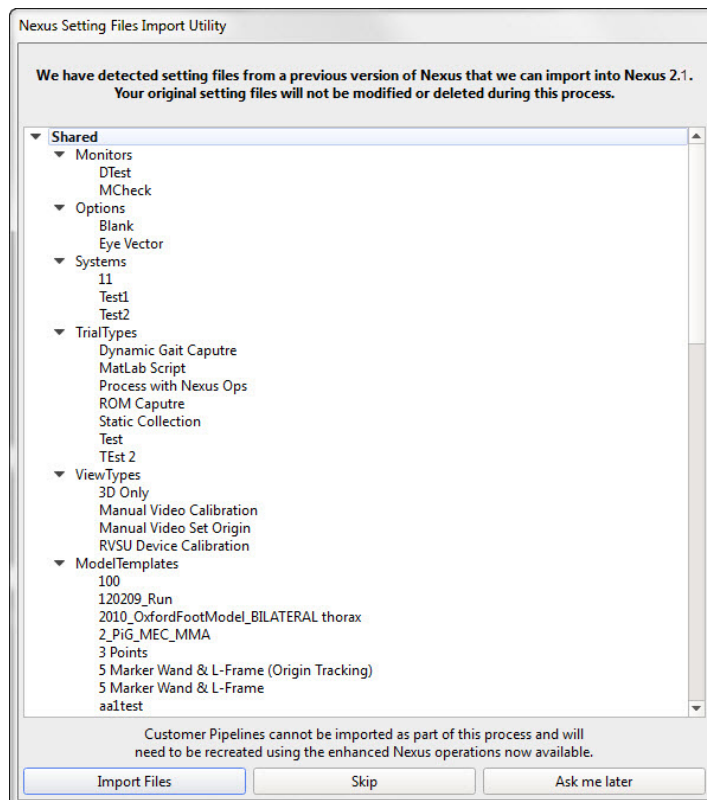 Nexus Setting Files Import Utility
We have detected setting files from a previous version of Nexus that we can import into Nexus 2.1.
Your original setting files will not be modified or deleted during this process.
Shared
Monitors
DTest
MCheck
Options
Blank
Eye Vector
Systems
11
Test1
Test2
TrialTypes
Dynamic Gait Caputre
MatLab Script
Process with Nexus Ops
ROM Caputre
Static Collection
Test
TEst 2
ViewTypes
3D Only
Manual Video Calibration
Manual Video Set Origin
RVSU Device Calibration
ModelTemplates
100
120209_Run
2010_OxfordFootModel_BILATERAL thorax
2_PiG_MEC_MMA
3 Points
5 Marker Wand & L-Frame (Origin Tracking)
5 Marker Wand & L-Frame
aa1test
Customer Pipelines cannot be imported as part of this process and will
need to be recreated using the enhanced Nexus operations now available.
Import Files
Skip
Ask me later